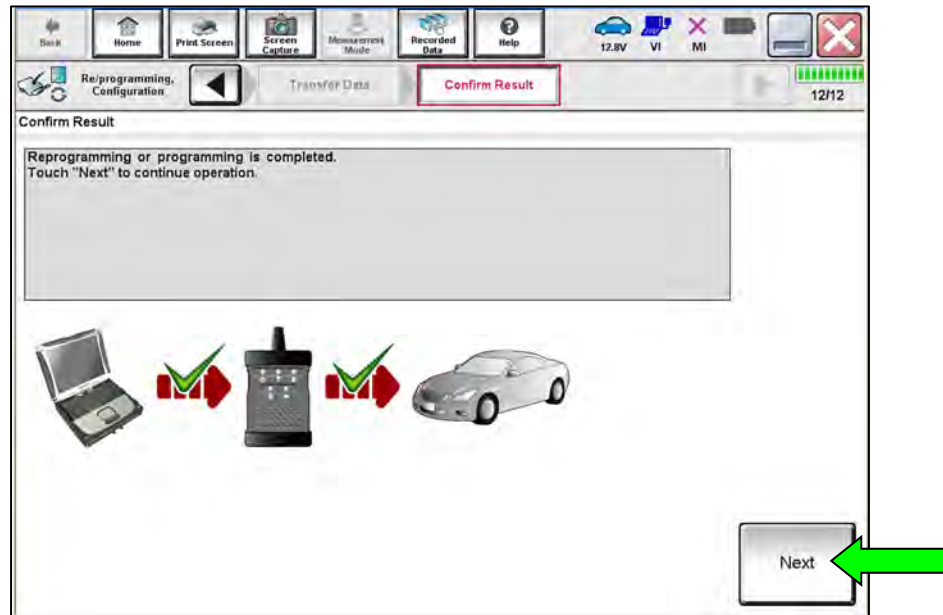 Back
Home
Print Screen
Screen
Capture
Measurement
Mode
Recorded
Data
Help
12.8V
VI
MI
Re/programming,
Configuration
Transfer Data
Confirm Result
12/12
Confirm Result
Reprogramming or programming is completed.
Touch "Next" to continue operation.
Next